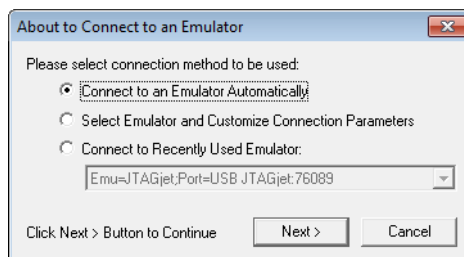 About to Connect to an Emulator
Please select connection method to be used:
Connect to an Emulator Automatically
Select Emulator and Customize Connection Parameters
Connect to Recently Used Emulator:
Emu=JTAGjet;Port=USB JTAGjet:76089
Click Next > Button to Continue
Next >
Cancel